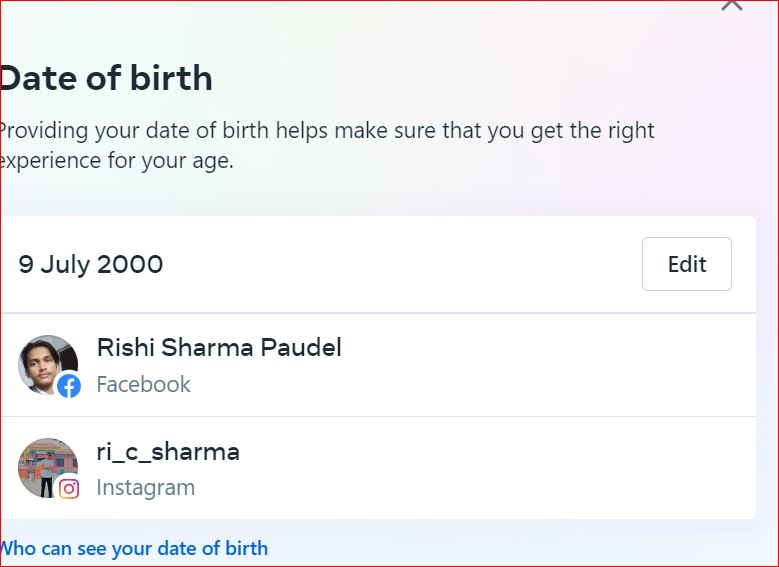 Date of birth
Providing your date of birth helps make sure that you get the right
experience for your age.
9 July 2000
Edit
Rishi Sharma Paudel
Facebook
ri_c_sharma
Instagram
Who can see your date of birth